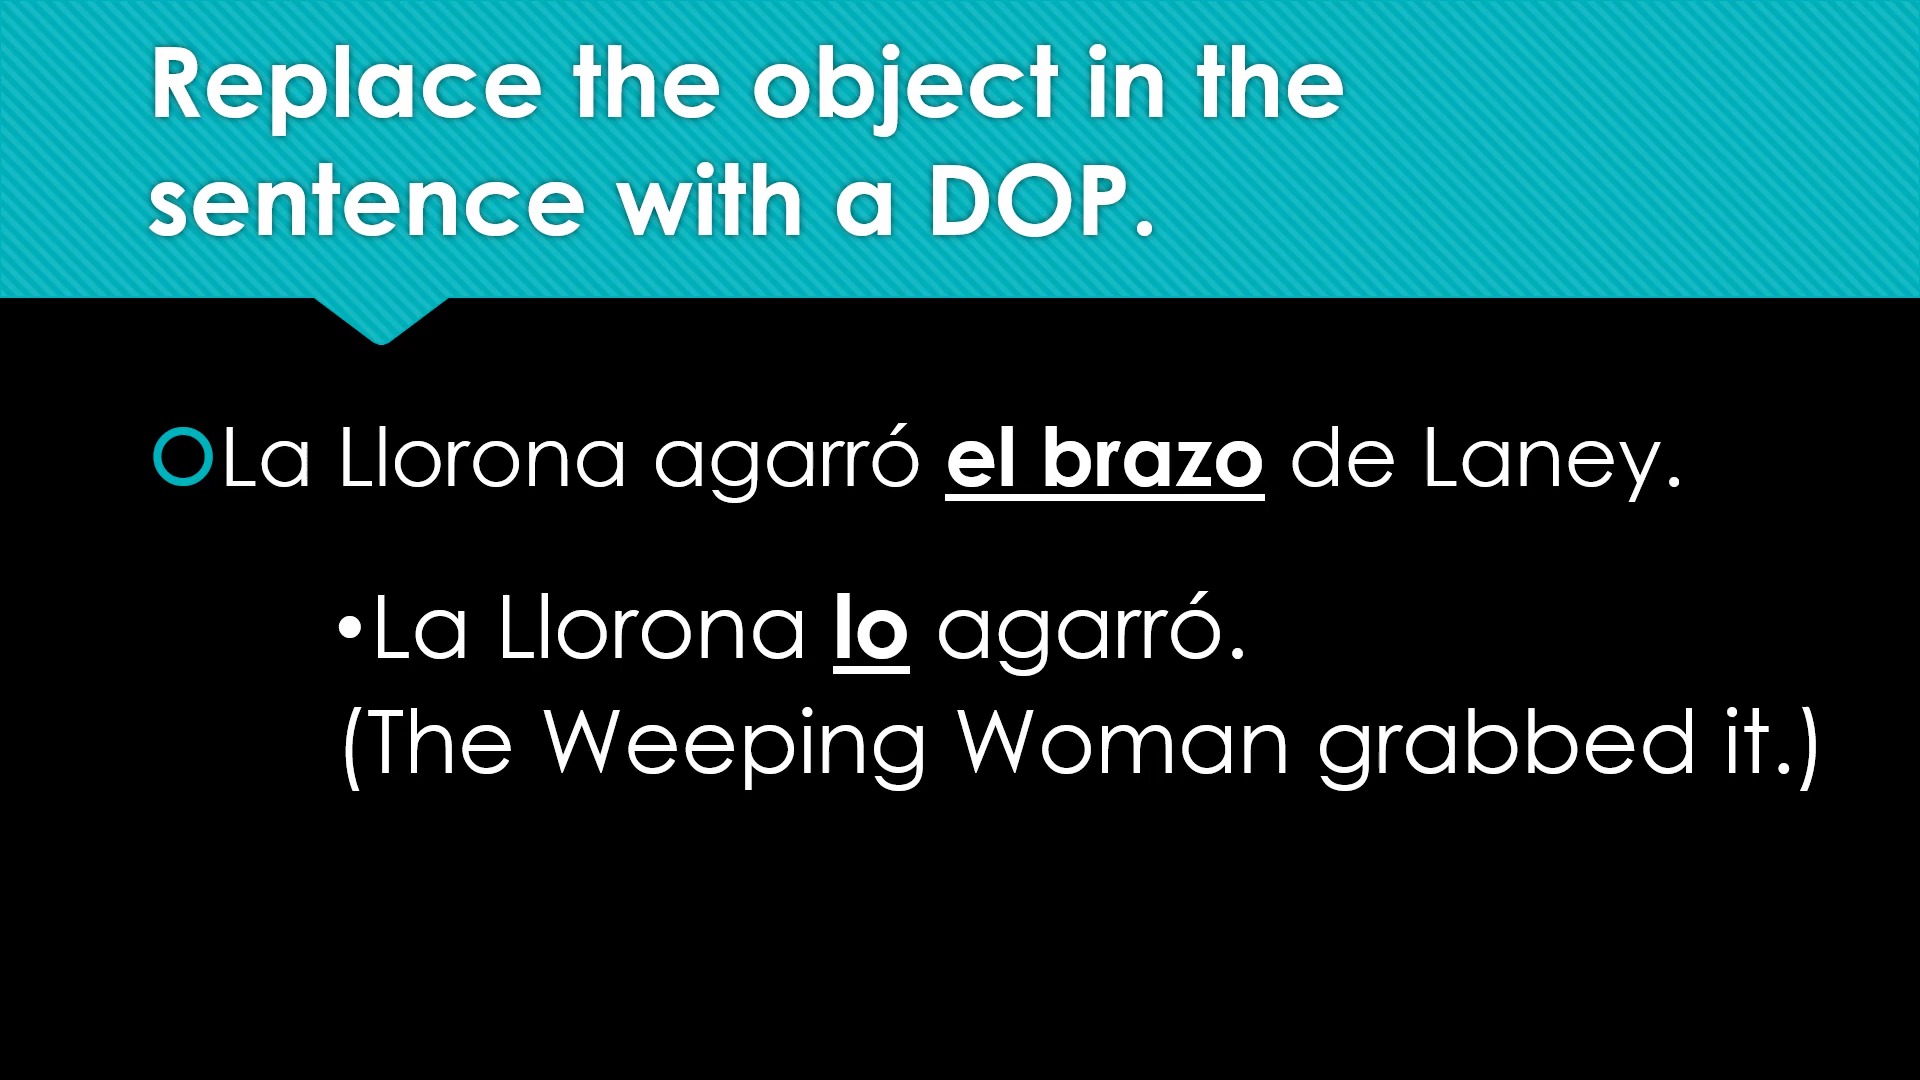 Replace the object in the
sentence with a DOP.
La Llorona agarró el brazo de Laney.
•La Llorona lo agarró.
(The Weeping Woman grabbed it.)